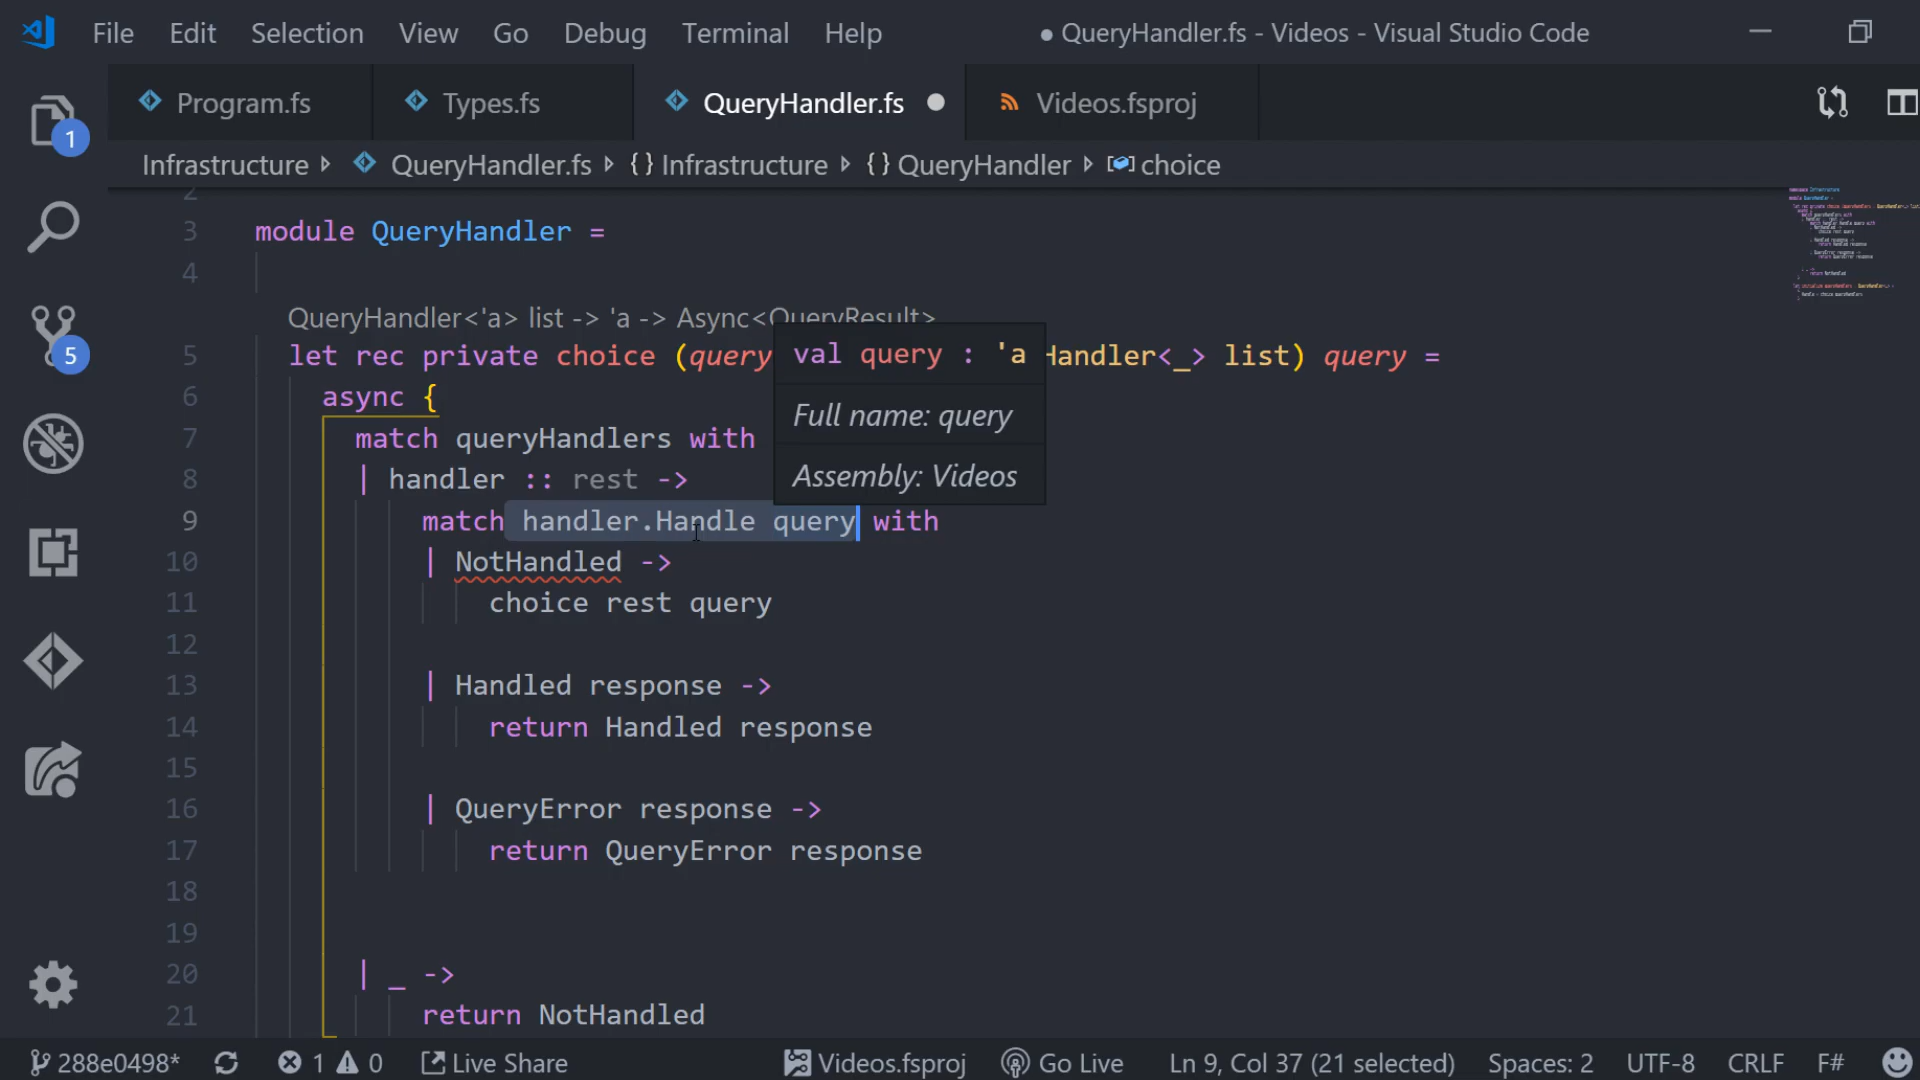 File Edit Selection View Go Debug Terminal Help ● QueryHandler.fs - Videos - Visual Studio Code
Program.fs Types.fs QueryHandler.fs Videos.fsproj
1
Infrastructure QueryHandler.fs {} Infrastructure {} QueryHandler choice
2
3 module QueryHandler =
4
QueryHandler<'a> list -> 'a -> Async<QueryResult>
5 let rec private choice (query Handler<_> list) query =
5
val query : 'a
Full name: query
Assembly: Videos
6 async {
7 match queryHandlers with
8 | handler :: rest ->
9 match handler.Handle query with
10 | NotHandled ->
11 choice rest query
12
13 | Handled response ->
14 return Handled response
15
16 | QueryError response ->
17 return QueryError response
18
19
20 | _ ->
21 return NotHandled
288e0498* 1 0 Live Share Videos.fsproj Go Live Ln 9, Col 37 (21 selected) Spaces: 2 UTF-8 CRLF F#